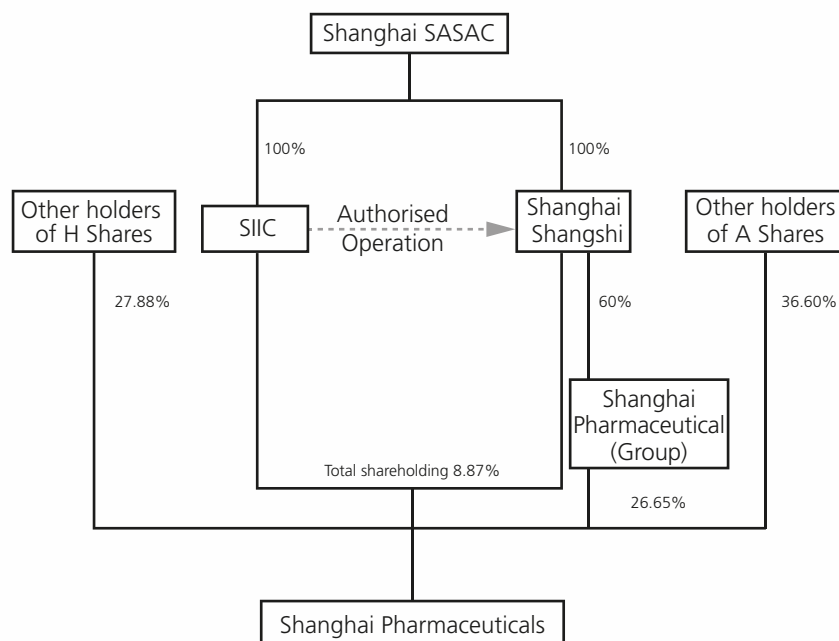 Shanghai SASAC
100%
100%
Other holders
of H Shares
SIIC
Authorised
Operation
Shanghai
Shangshi
Other holders
of A Shares
27.88%
60%
36.60%
Shanghai
Pharmaceutical
(Group)
Total shareholding 8.87%
26.65%
Shanghai Pharmaceuticals